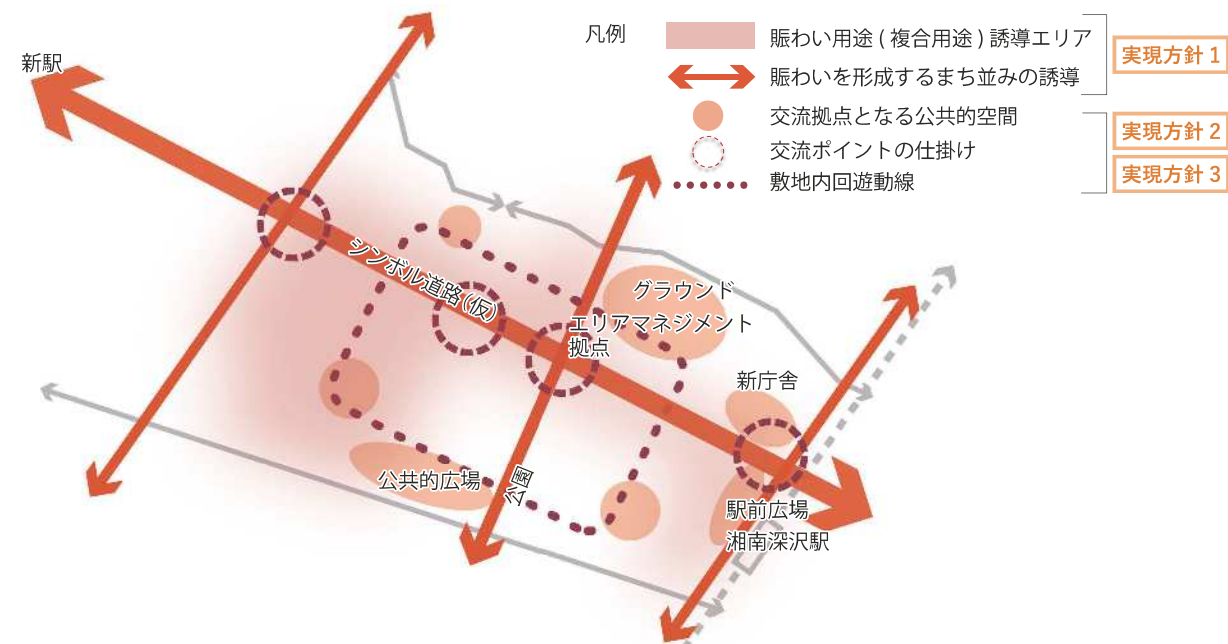 凡例
賑わい用途(複合用途)誘導エリア
賑わいを形成するまち並みの誘導
実現方針1
交流拠点となる公共的空間
交流ポイントの仕掛け
敷地内回遊動線
実現方針2
実現方針3
新駅
シンボル道路(仮)
グラウンド
エリアマネジメント
拠点
新庁舎
公共的広場
公園
駅前広場
湘南深沢駅